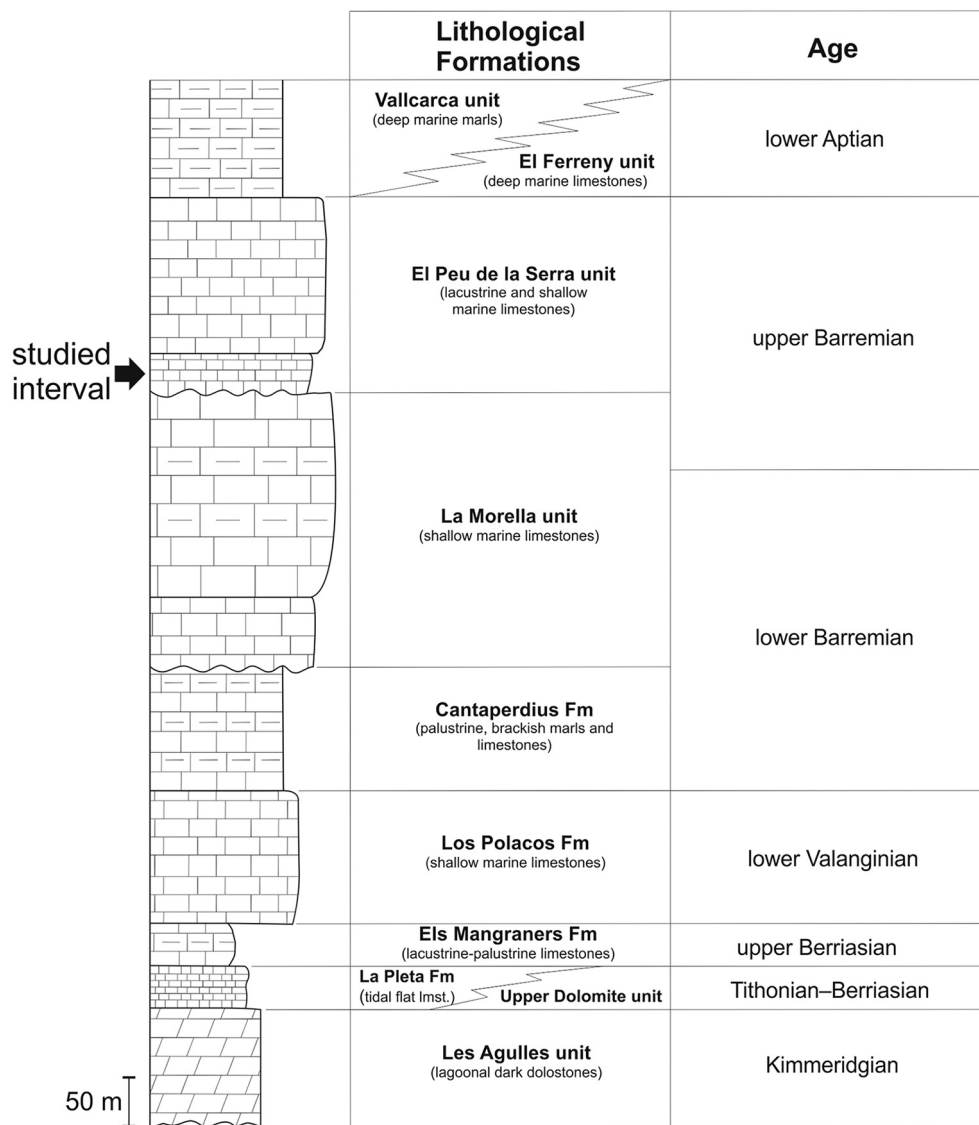 Lithological
Formations
Age
Vallcarca unit
(deep marine marls)
El Ferreny unit
(deep marine limestones)
lower Aptian
El Peu de la Serra unit
(lacustrine and shallow
marine limestones)
upper Barremian
studied
interval
La Morella unit
(shallow marine limestones)
lower Barremian
Cantaperdius Fm
(palustrine, brackish marls and
limestones)
Los Polacos Fm
(shallow marine limestones)
lower Valanginian
Els Mangraners Fm
(lacustrine-palustrine limestones)
upper Berriasian
La Pleta Fm
(tidal flat lmst.)
Upper Dolomite unit
Tithonian–Berriasian
Les Agulles unit
(lagoonal dark dolostones)
Kimmeridgian
50 m